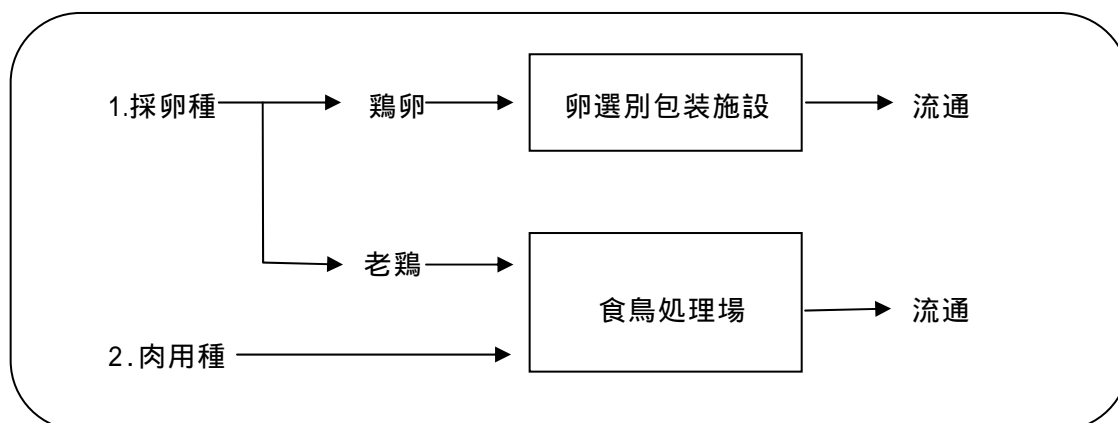 1.採卵種
鶏卵
卵選別包装施設
流通
老鶏
食鳥処理場
流通
2.肉用種